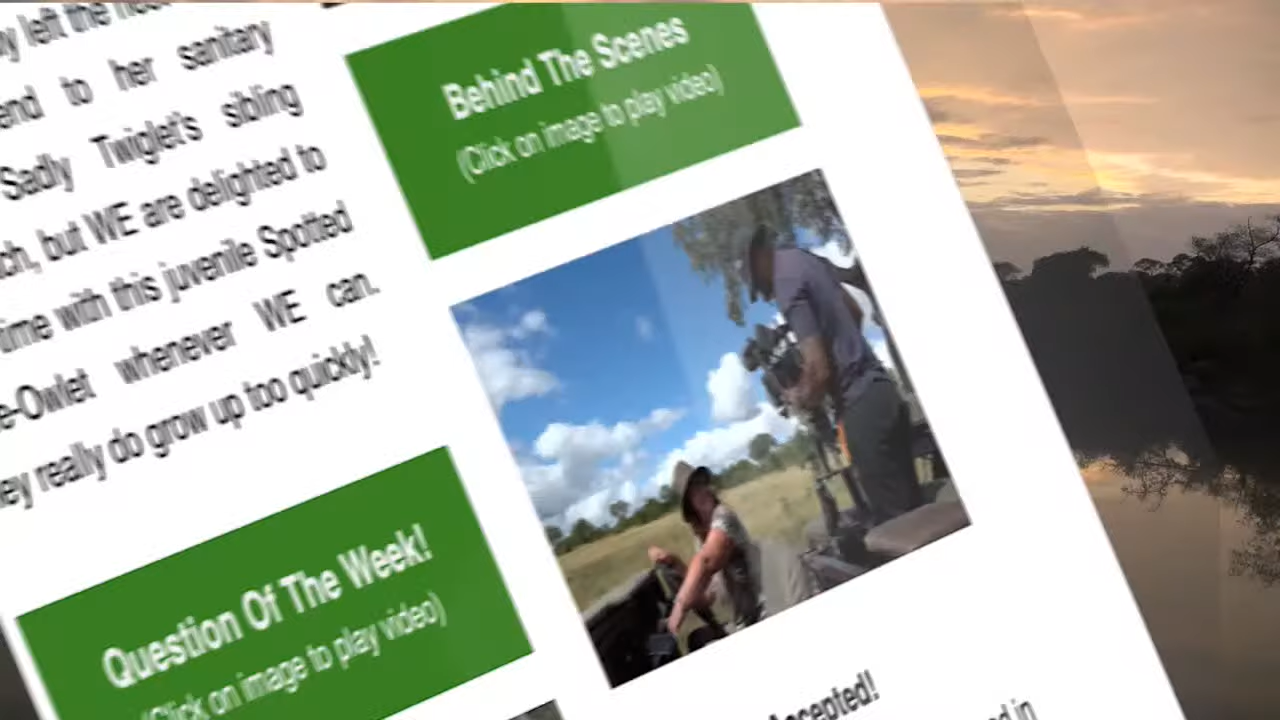 left the
end to her sanitary
Sadly Twiglet's sibling
but WE are delighted to
time with this juvenile Spotted
e-Owlet whenever WE can.
ey really do grow up too quickly!
Question Of The Week!
(Click on image to play video)
Behind The Scenes
(Click on image to play video)
Accepted!
in